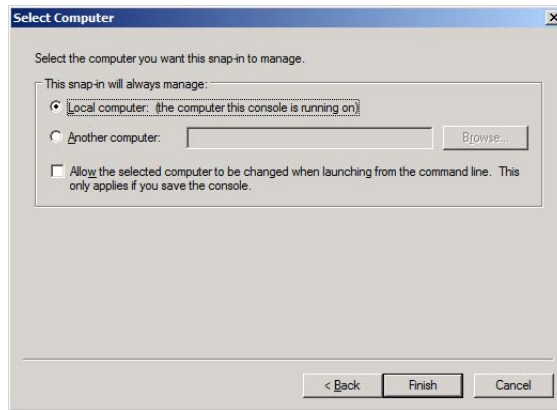 Select Computer
Select the computer you want this snap-in to manage.
This snap-in will always manage:
Local computer: (the computer this console is running on)
Another computer:
Browse...
Allow the selected computer to be changed when launching from the command line. This
only applies if you save the console.
< Back
Finish
Cancel